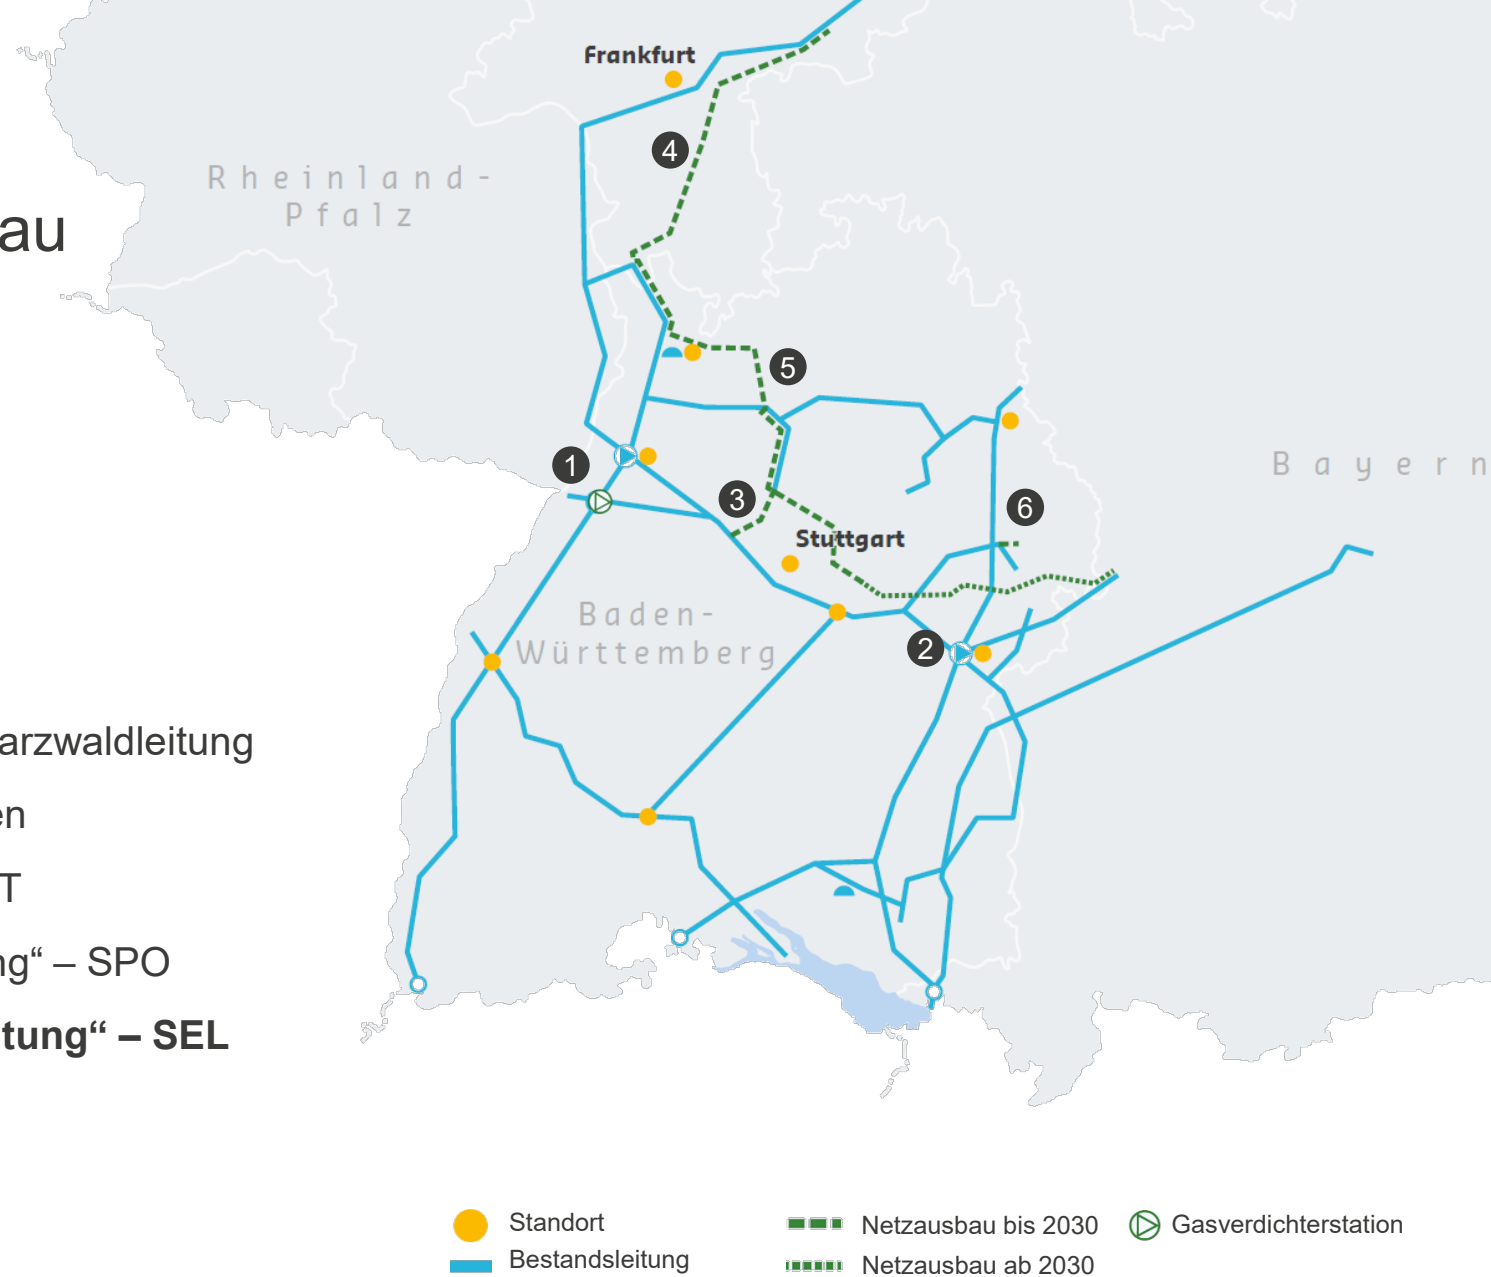 au
arzwaldleitung
en
T
ng“ – SPO
tung“ – SEL
Frankfurt
4
Rheinland-
Pfalz
5
1
3
6
Bayern
Stuttgart
Baden-
Württemberg
2
Standort
Bestandsleitung
Netzausbau bis 2030
Netzausbau ab 2030
Gasverdichterstation